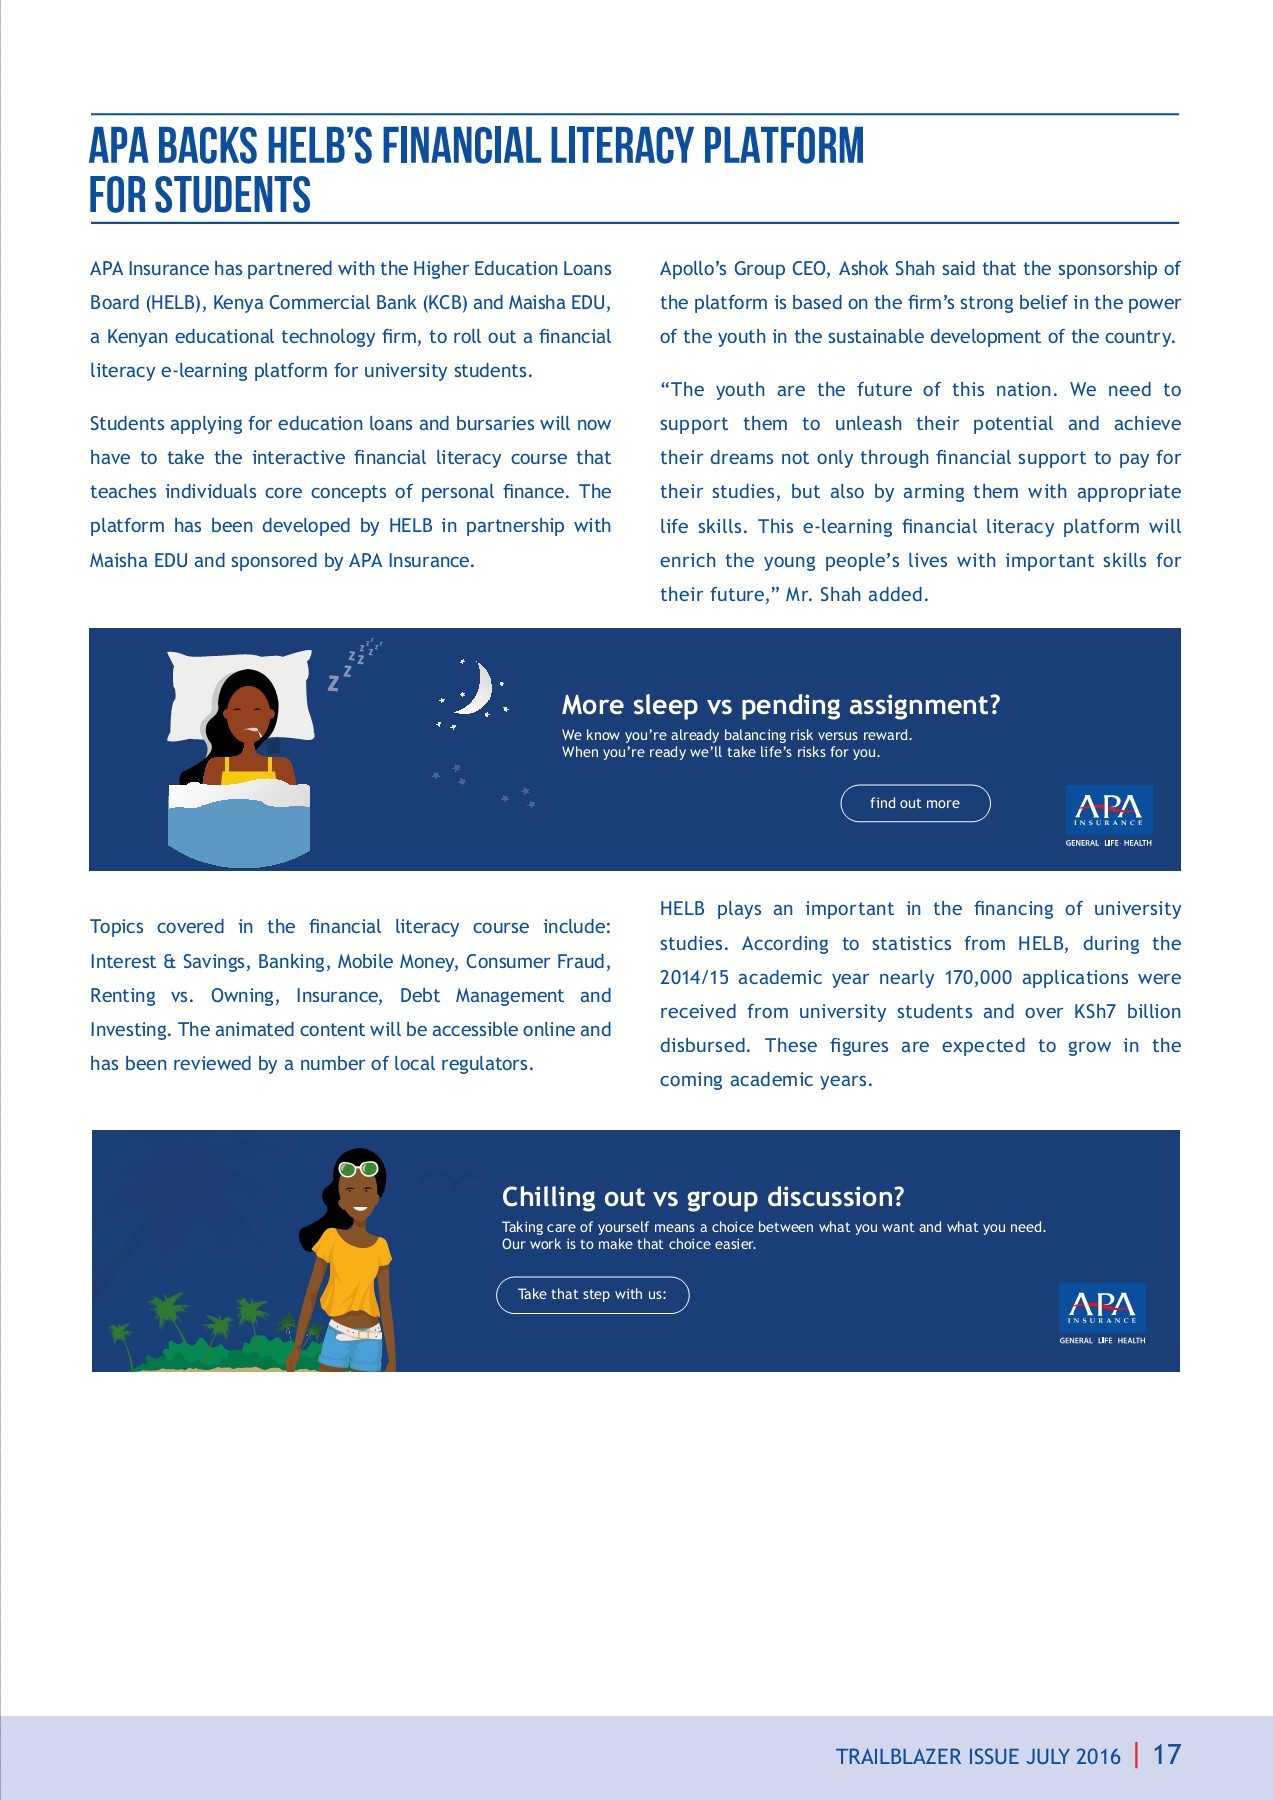 APA BACKS HELB’S FINANCIAL LITERACY PLATFORM
FOR STUDENTS
APA Insurance has partnered with the Higher Education Loans
Board (HELB), Kenya Commercial Bank (KCB) and Maisha EDU,
a Kenyan educational technology firm, to roll out a financial
literacy e-learning platform for university students.
Students applying for education loans and bursaries will now
have to take the interactive financial literacy course that
teaches individuals core concepts of personal finance. The
platform has been developed by HELB in partnership with
Maisha EDU and sponsored by APA Insurance.
Apollo’s Group CEO, Ashok Shah said that the sponsorship of
the platform is based on the firm’s strong belief in the power
of the youth in the sustainable development of the country.
“The youth are the future of this nation. We need to
support them to unleash their potential and achieve
their dreams not only through financial support to pay for
their studies, but also by arming them with appropriate
life skills. This e-learning financial literacy platform will
enrich the young people’s lives with important skills for
their future,” Mr. Shah added.
z z z z z z z z
More sleep vs pending assignment?
We know you’re already balancing risk versus reward.
When you’re ready we’ll take life’s risks for you.
find out more
APA
INSURANCE
GENERAL · LIFE · HEALTH
Topics covered in the financial literacy course include:
Interest & Savings, Banking, Mobile Money, Consumer Fraud,
Renting vs. Owning, Insurance, Debt Management and
Investing. The animated content will be accessible online and
has been reviewed by a number of local regulators.
HELB plays an important in the financing of university
studies. According to statistics from HELB, during the
2014/15 academic year nearly 170,000 applications were
received from university students and over KSh7 billion
disbursed. These figures are expected to grow in the
coming academic years.
Chilling out vs group discussion?
Taking care of yourself means a choice between what you want and what you need.
Our work is to make that choice easier.
Take that step with us:
APA
INSURANCE
GENERAL · LIFE · HEALTH
TRAILBLAZER ISSUE JULY 2016 | 17